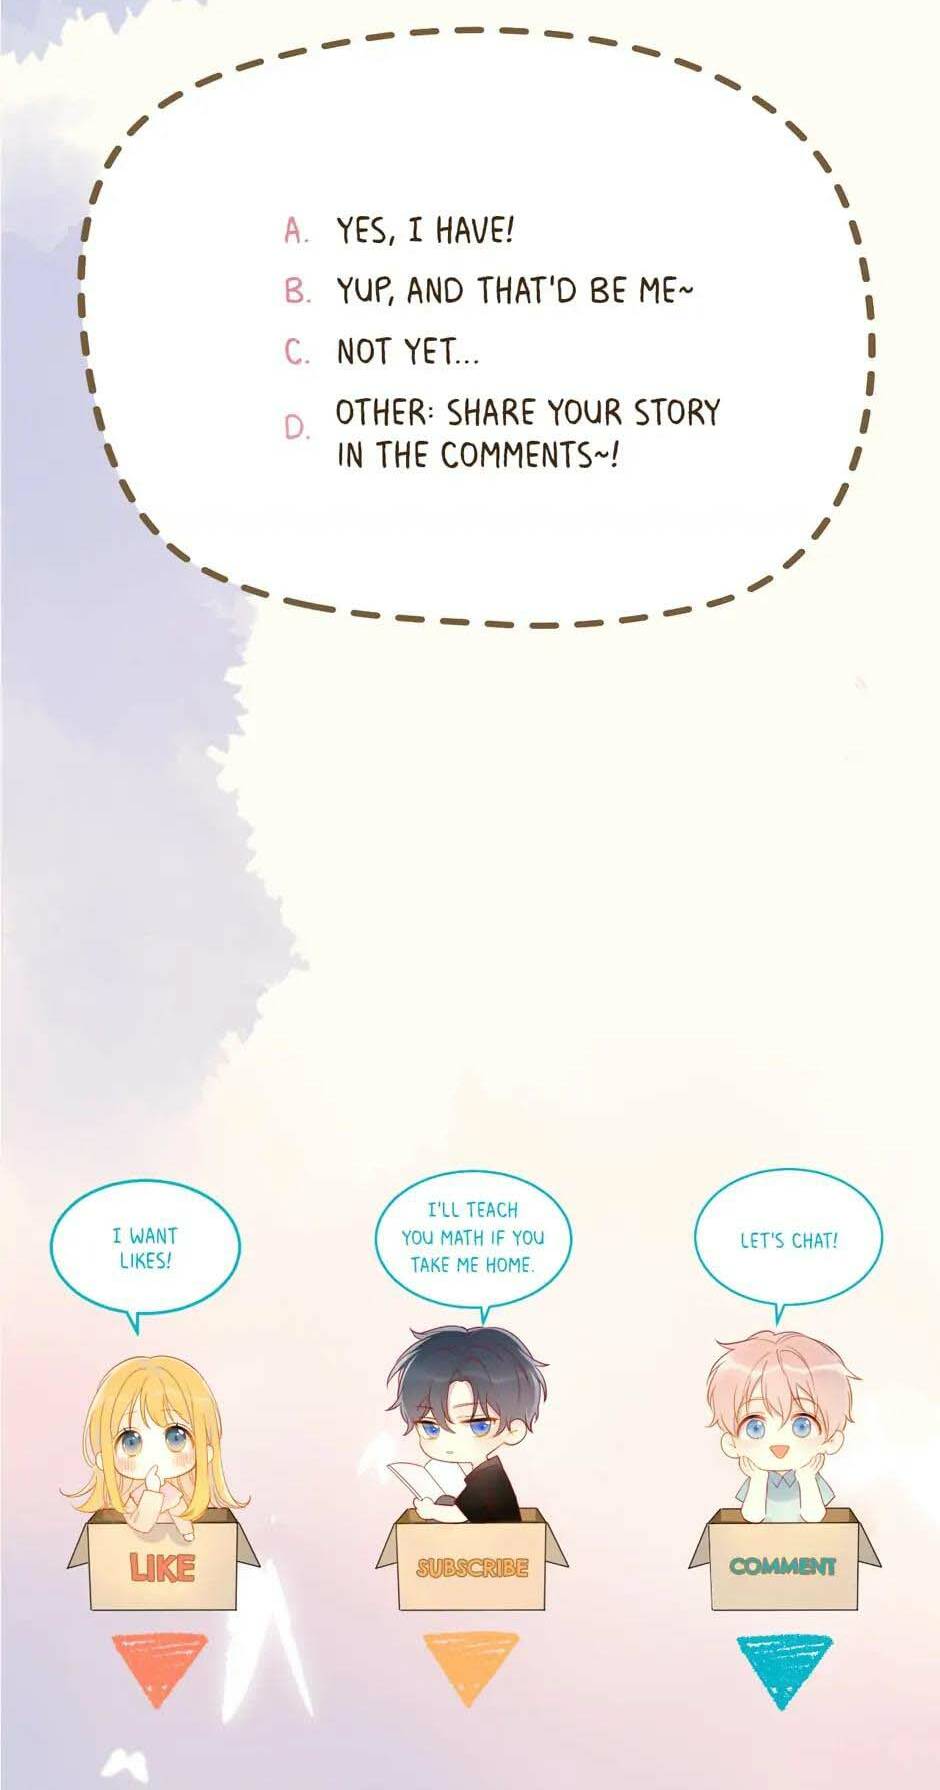 A. YES, I HAVE!
B. YUP, AND THAT'D BE ME~
C. NOT YET...
D. OTHER: SHARE YOUR STORY
IN THE COMMENTS~!
I WANT
LIKES!
I'LL TEACH
YOU MATH IF YOU
TAKE ME HOME.
LET'S CHAT!
LIKE
SUBSCRIBE
COMMENT